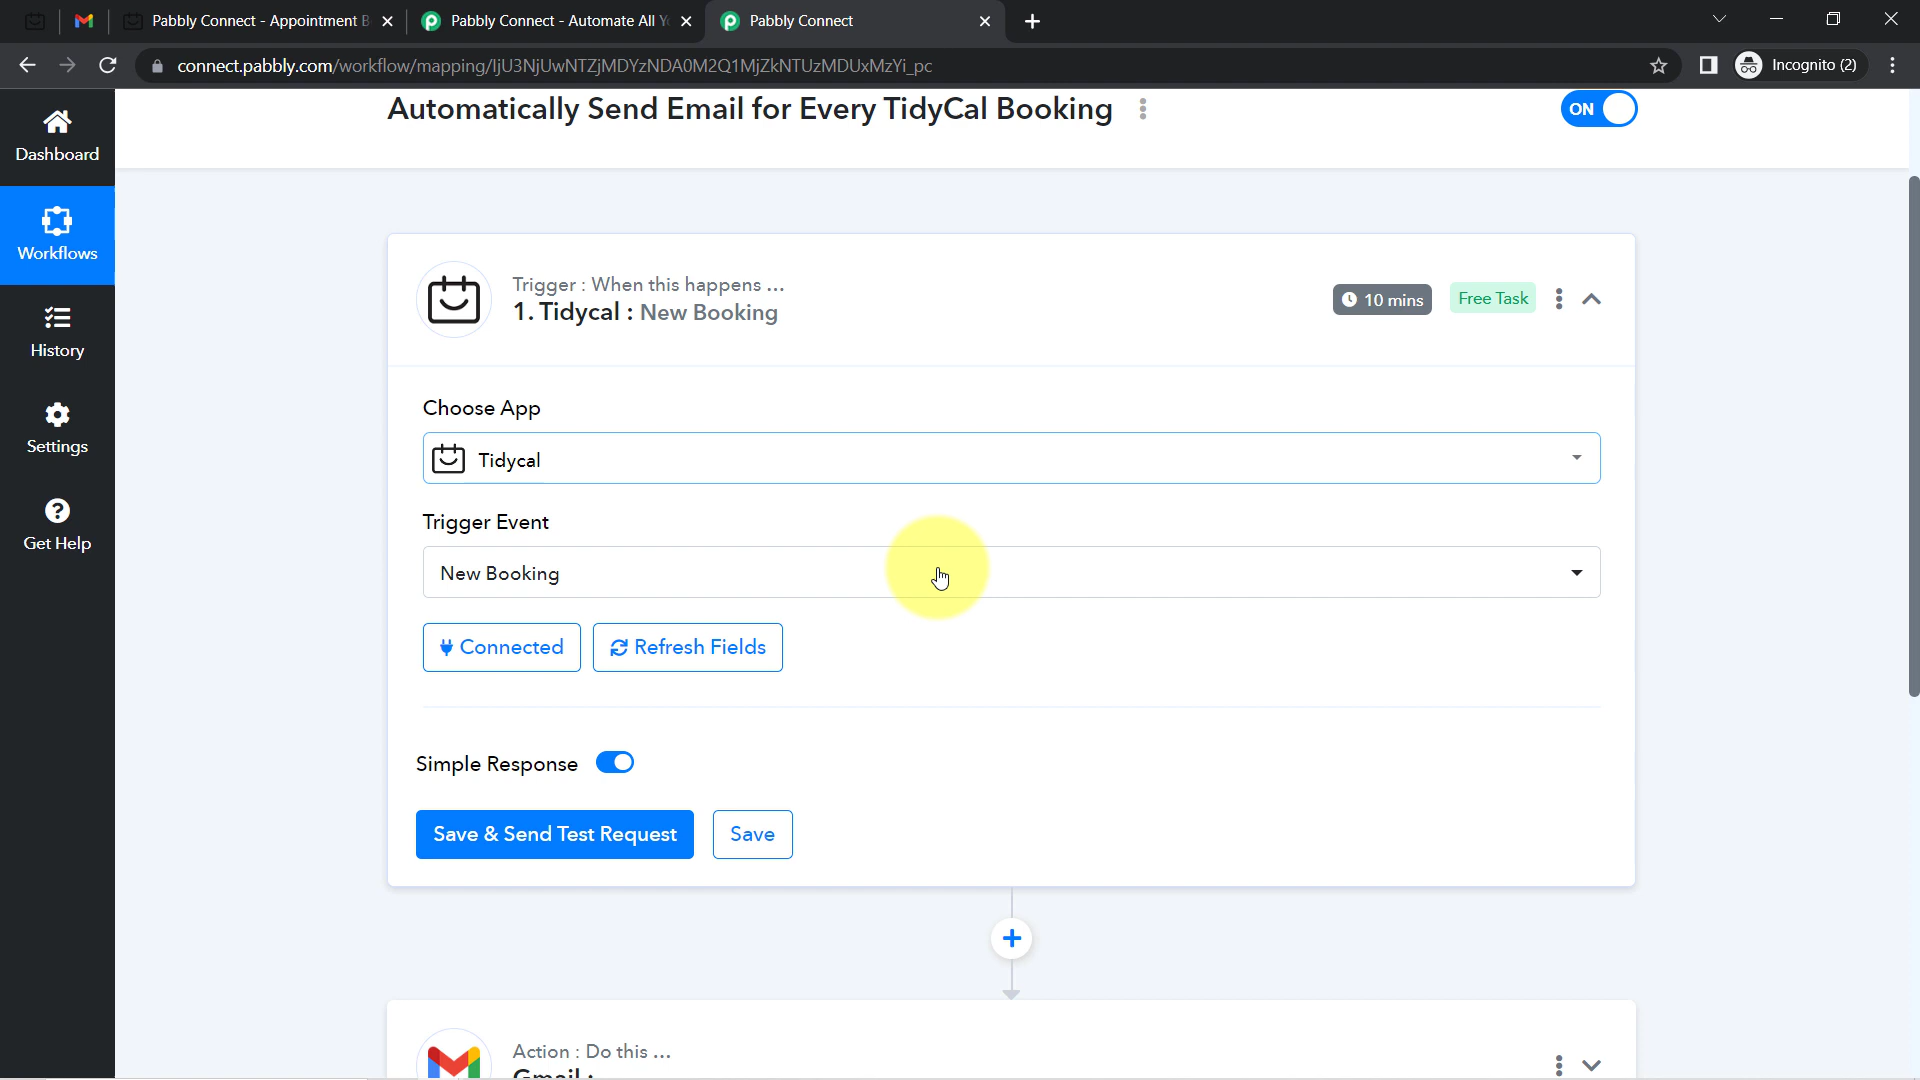 Pabbly Connect - Appointment B
Pabbly Connect - Automate All Y
Pabbly Connect
connect.pabbly.com/workflow/mapping/IjU3NjUwNTZjMDYzNDA0M2Q1MjZkNTUzMDUxMzYi_pc
Incognito (2)
Dashboard
Workflows
History
Settings
Get Help
Automatically Send Email for Every TidyCal Booking
ON
Trigger : When this happens ...
1. Tidycal : New Booking
10 mins
Free Task
Choose App
Tidycal
Trigger Event
New Booking
Connected
Refresh Fields
Simple Response
Save & Send Test Request
Save
Action : Do this ...
Gmail :